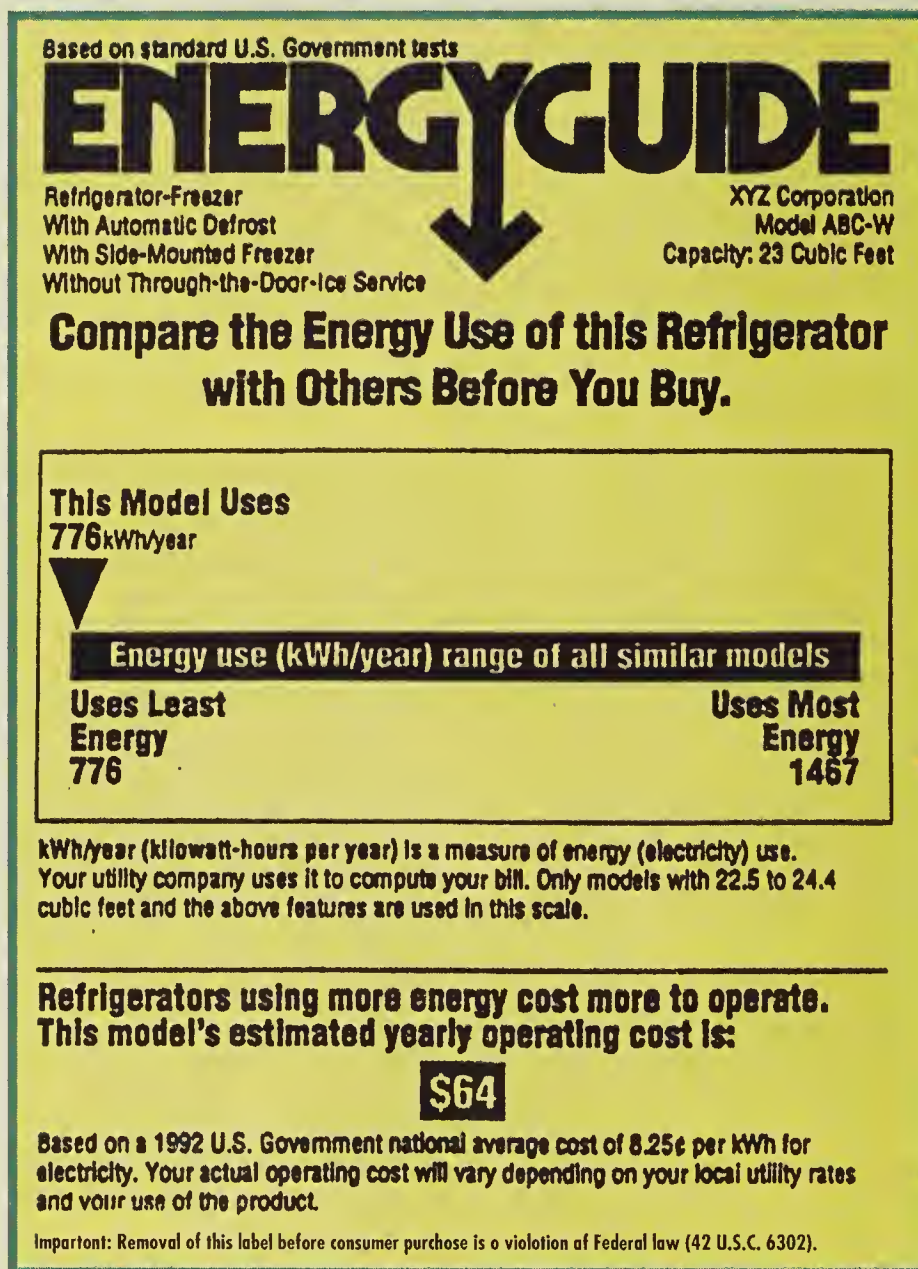 Based on standard U.S. Government tests
ENERGYGUIDE
Refrigerator-Freezer
With Automatic Defrost
With Side-Mounted Freezer
Without Through-the-Door-Ice Service
XYZ Corporation
Model ABC-W
Capacity: 23 Cubic Feet
Compare the Energy Use of this Refrigerator
with Others Before You Buy.
This Model Uses
776kWh/year
Energy use (kWh/year) range of all similar models
Uses Least
Energy
776
Uses Most
Energy
1467
kWh/year (kilowatt-hours per year) is a measure of energy (electricity) use.
Your utility company uses it to compute your bill. Only models with 22.5 to 24.4
cubic feet and the above features are used in this scale.
Refrigerators using more energy cost more to operate.
This model's estimated yearly operating cost is:
$64
Based on a 1992 U.S. Government national average cost of 8.25¢ per kWh for
electricity. Your actual operating cost will vary depending on your local utility rates
and your use of the product.
Important: Removal of this label before consumer purchase is a violation of Federal law (42 U.S.C. 6302).